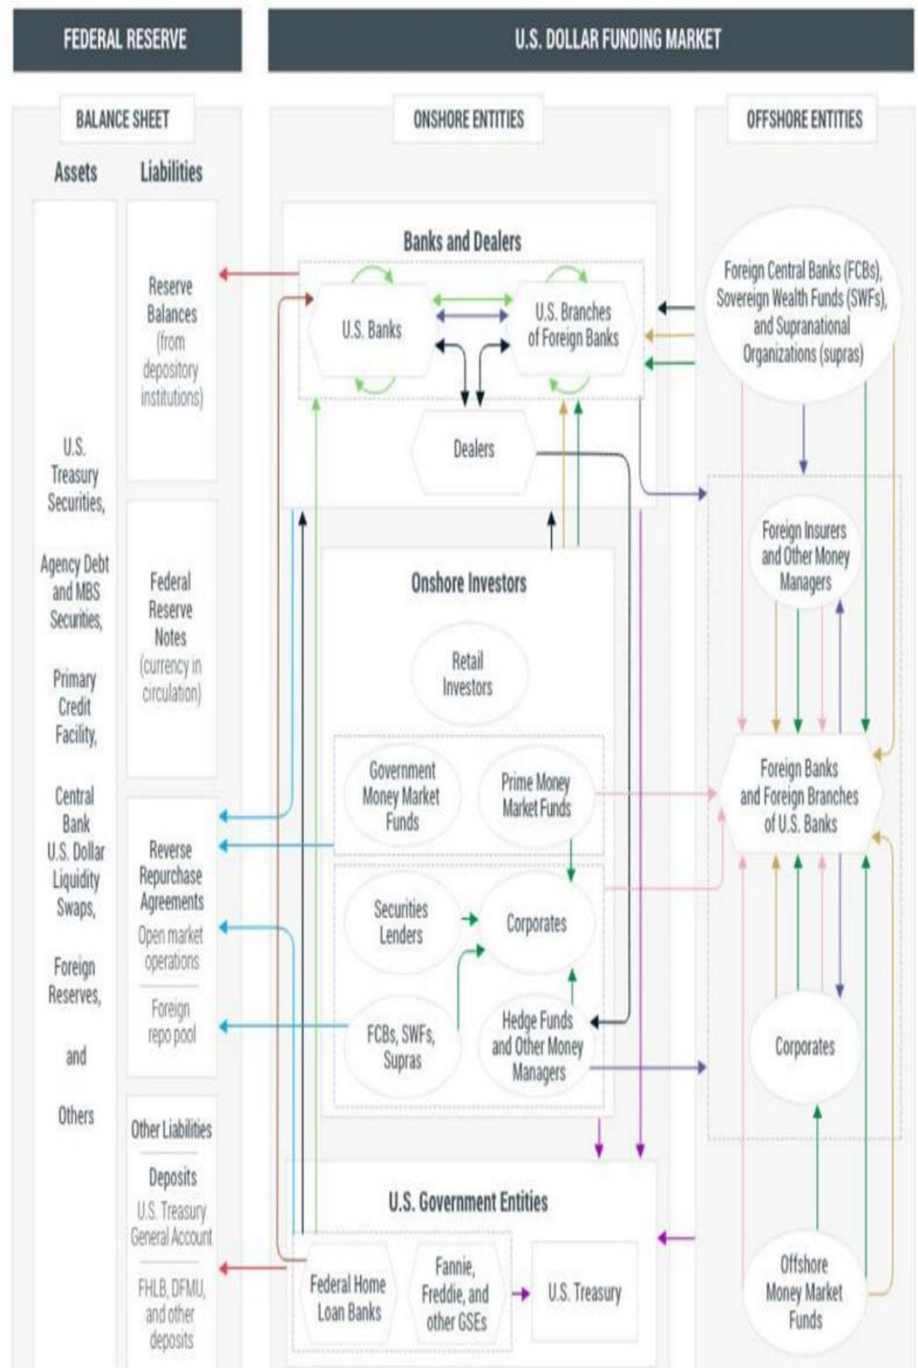 FEDERAL RESERVE
U.S. DOLLAR FUNDING MARKET
BALANCE SHEET
ONSHORE ENTITIES
OFFSHORE ENTITIES
Assets
Liabilities
U.S.
Treasury
Securities,
Agency Debt
and MBS
Securities,
Primary
Credit
Facility,
Central
Bank
U.S. Dollar
Liquidity
Swaps,
Foreign
Reserves,
and
Others
Reserve
Balances
(from
depository
institutions)
Federal
Reserve
Notes
(currency in
circulation)
Reverse
Repurchase
Agreements
Open market
operations
Foreign
repo pool
Other Liabilities
Deposits
U.S. Treasury
General Account
FHLB, DFMU,
and other
deposits
Banks and Dealers
U.S. Banks
U.S. Branches
of Foreign Banks
Dealers
Onshore Investors
Retail
Investors
Government
Money Market
Funds
Prime Money
Market Funds
Securities
Lenders
Corporates
FCBs, SWFs,
Supras
Hedge Funds
and Other Money
Managers
U.S. Government Entities
Federal Home
Loan Banks
Fannie,
Freddie, and
other GSEs
U.S. Treasury
Foreign Central Banks (FCBs),
Sovereign Wealth Funds (SWFs),
and Supranational
Organizations (supras)
Foreign Insurers
and Other Money
Managers
Foreign Banks
and Foreign Branches
of U.S. Banks
Corporates
Offshore
Money Market
Funds